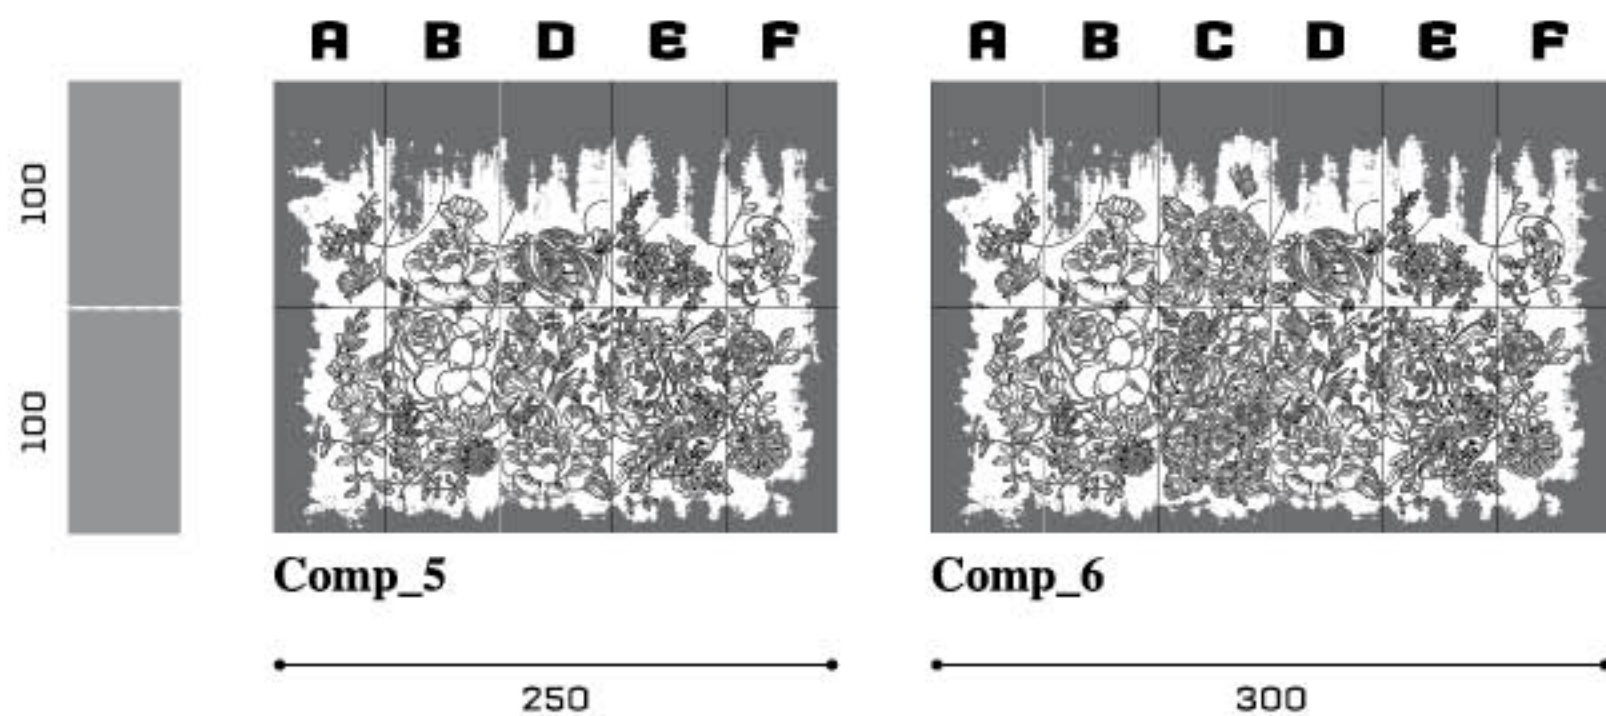 A B D E F
A B C D E F
100
100
Comp_5
Comp_6
250
300